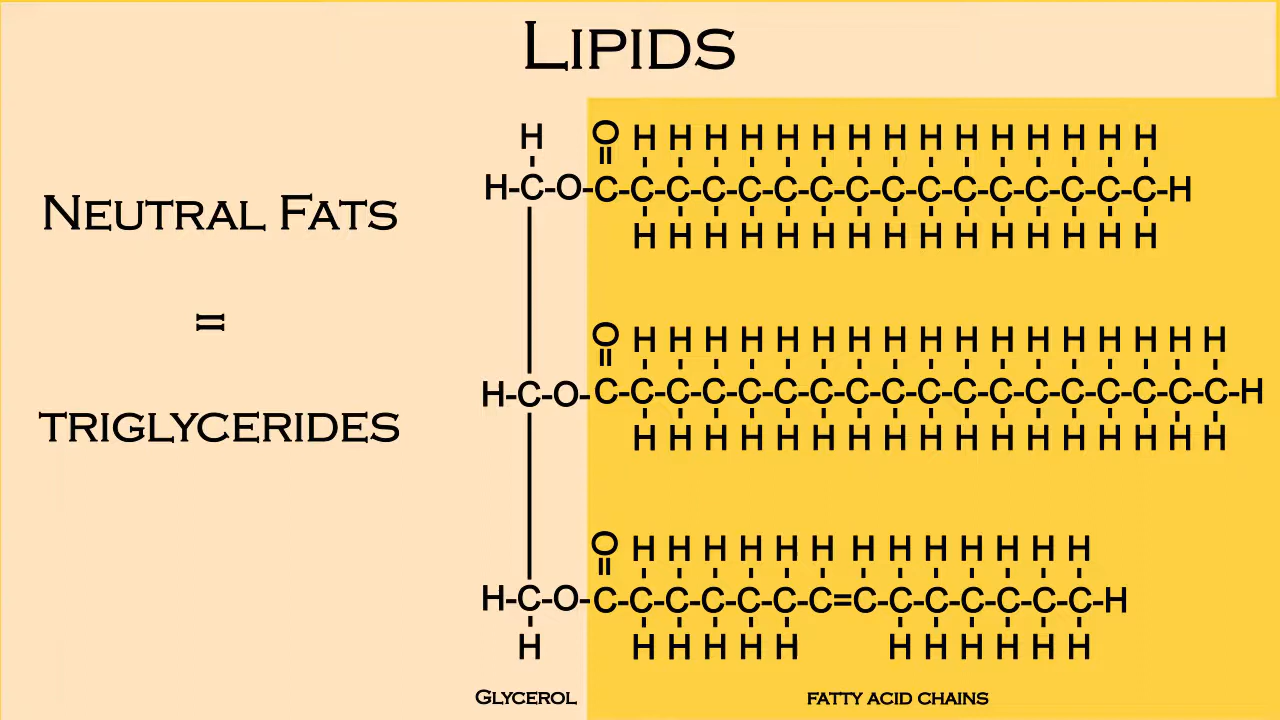 LIPIDS
NEUTRAL FATS
=
TRIGLYCERIDES
H O H H H H H H H H H H H H H H H
H-C-O-C-C-C-C-C-C-C-C-C-C-C-C-C-C-C-C-H
H H H H H H H H H H H H H H H
O H H H H H H H H H H H H H H H H H
H-C-O-C-C-C-C-C-C-C-C-C-C-C-C-C-C-C-C-C-C-H
H H H H H H H H H H H H H H H H H
O H H H H H H H H H H H H H
H-C-O-C-C-C-C-C-C-C=C-C-C-C-C-C-C-H
H H H H H H H H H H H H
GLYCEROL
FATTY ACID CHAINS